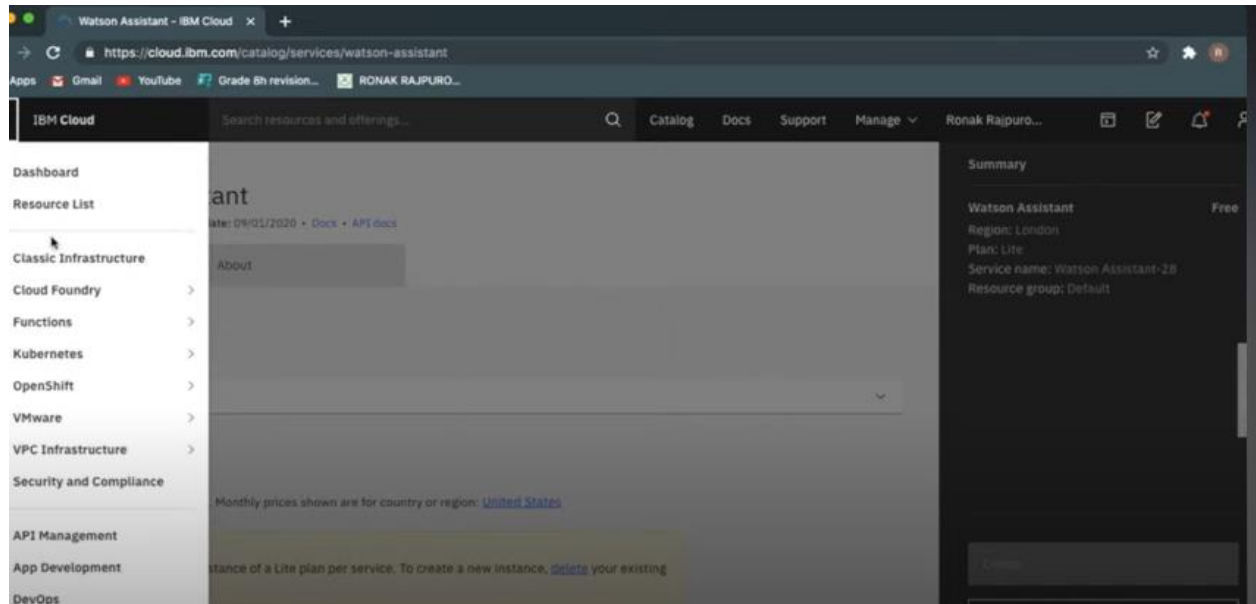 Watson Assistant - IBM Cloud
https://cloud.ibm.com/catalog/services/watson-assistant
Apps Gmail YouTube Grade 8h revision... RONAK RAJPURO...
IBM Cloud Search resources and offerings... Catalog Docs Support Manage Ronak Rajpuro...
Dashboard
Resource List
Classic Infrastructure
Cloud Foundry
Functions
Kubernetes
OpenShift
VMware
VPC Infrastructure
Security and Compliance
API Management
App Development
DevOps
tant
date: 09/01/2020 • Docs • API docs
About
Monthly prices shown are for country or region: United States
stance of a Lite plan per service. To create a new instance, delete your existing
Summary
Watson Assistant Free
Region: London
Plan: Lite
Service name: Watson Assistant-28
Resource group: Default
Create